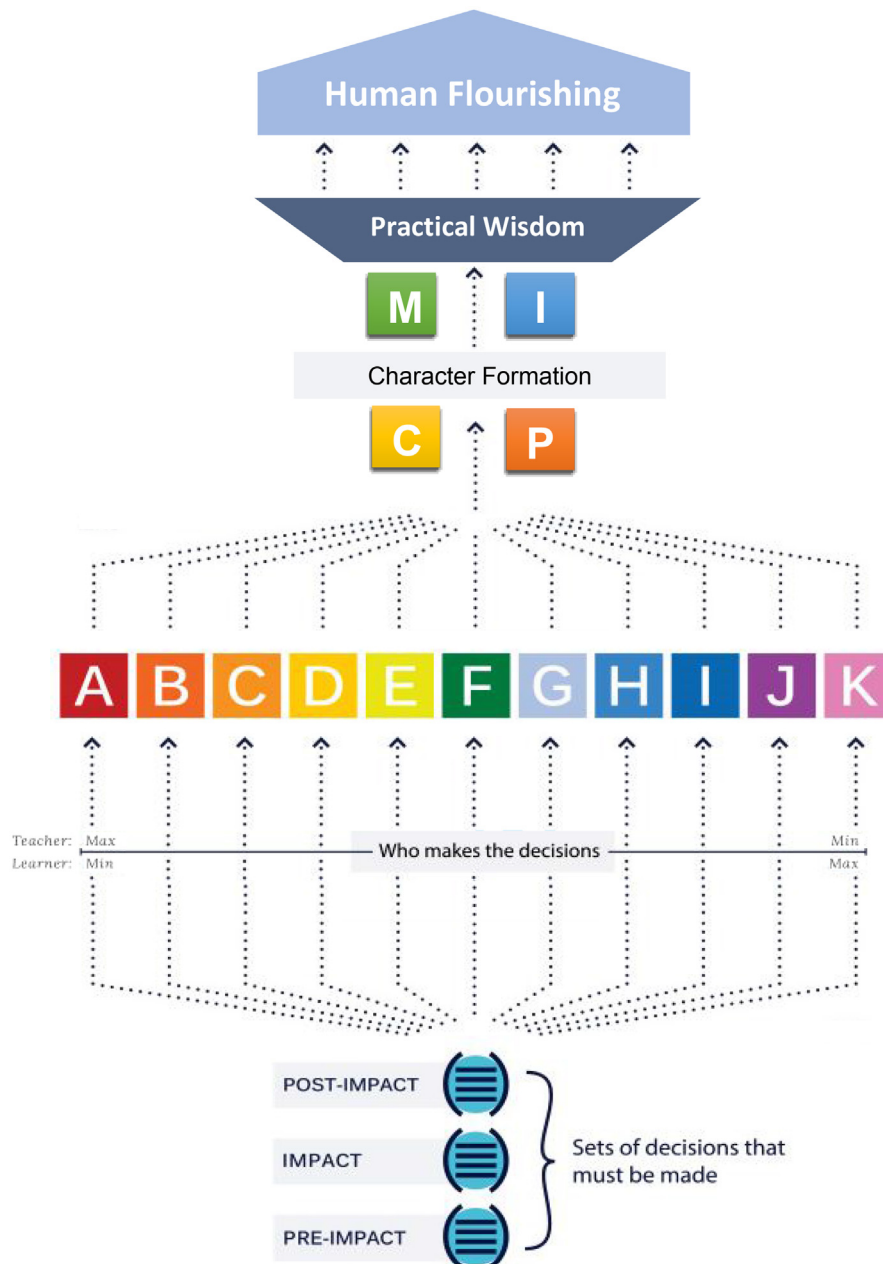 Human Flourishing
Practical Wisdom
M I
Character Formation
C P
A B C D E F G H I J K
Teacher: Max Min
Who makes the decisions
Learner: Min Max
POST-IMPACT
IMPACT
PRE-IMPACT
Sets of decisions that
must be made